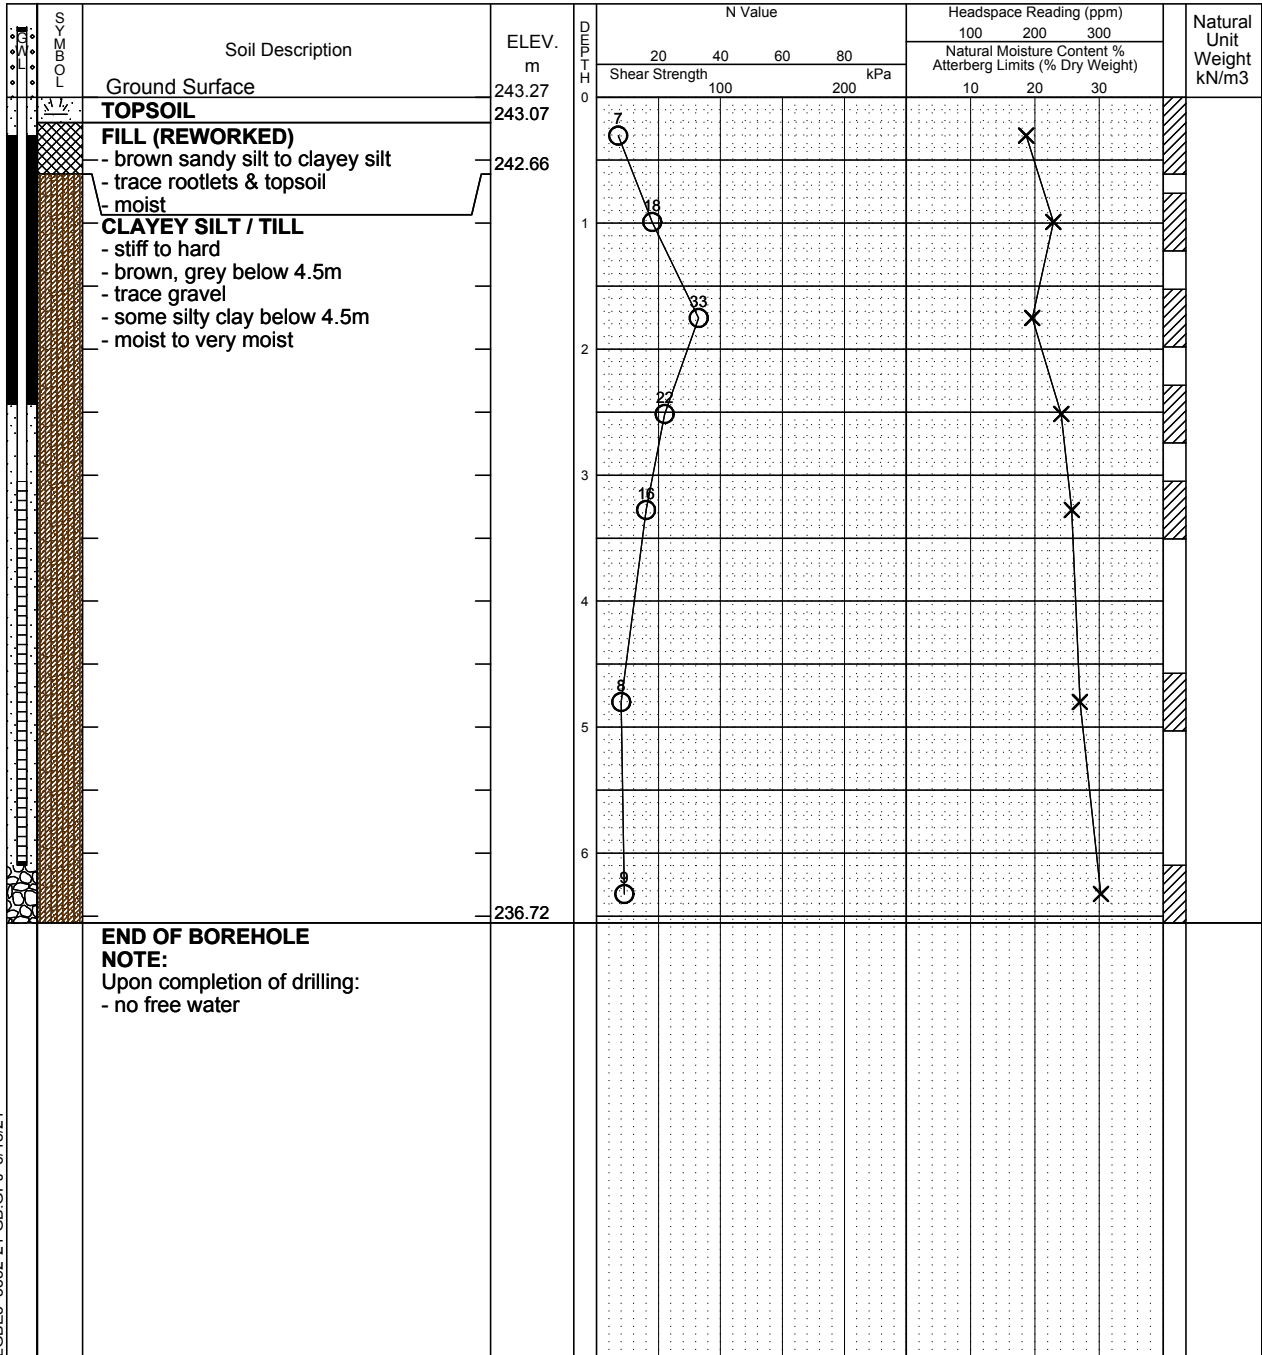 GWL
SYMBOL
Soil Description
ELEV.
m
DEPTH
N Value
20 40 60 80
Shear Strength kPa
100 200
Headspace Reading (ppm)
100 200 300
Natural Moisture Content %
Atterberg Limits (% Dry Weight)
10 20 30
Natural
Unit
Weight
kN/m3
Ground Surface 243.27 0
TOPSOIL 243.07
FILL (REWORKED)
- brown sandy silt to clayey silt 242.66
- trace rootlets & topsoil
- moist
CLAYEY SILT / TILL
- stiff to hard
- brown, grey below 4.5m
- trace gravel
- some silty clay below 4.5m
- moist to very moist
7
18
1
33
2
22
3
16
4
8
5
6
9
236.72
END OF BOREHOLE
NOTE:
Upon completion of drilling:
- no free water